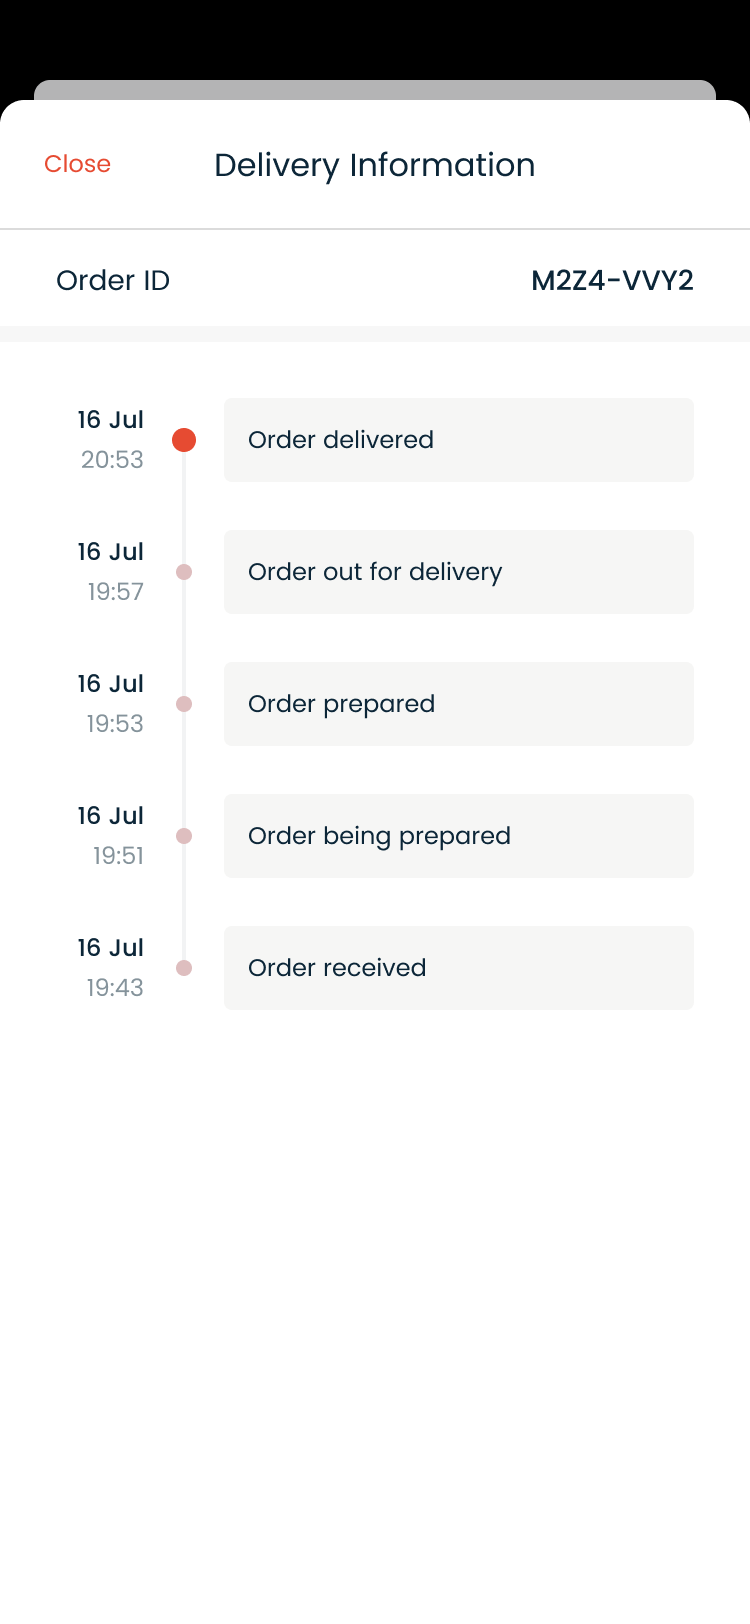 Close
Delivery Information
Order ID
M2Z4-VVY2
16 Jul
20:53
Order delivered
16 Jul
19:57
Order out for delivery
16 Jul
19:53
Order prepared
16 Jul
19:51
Order being prepared
16 Jul
19:43
Order received